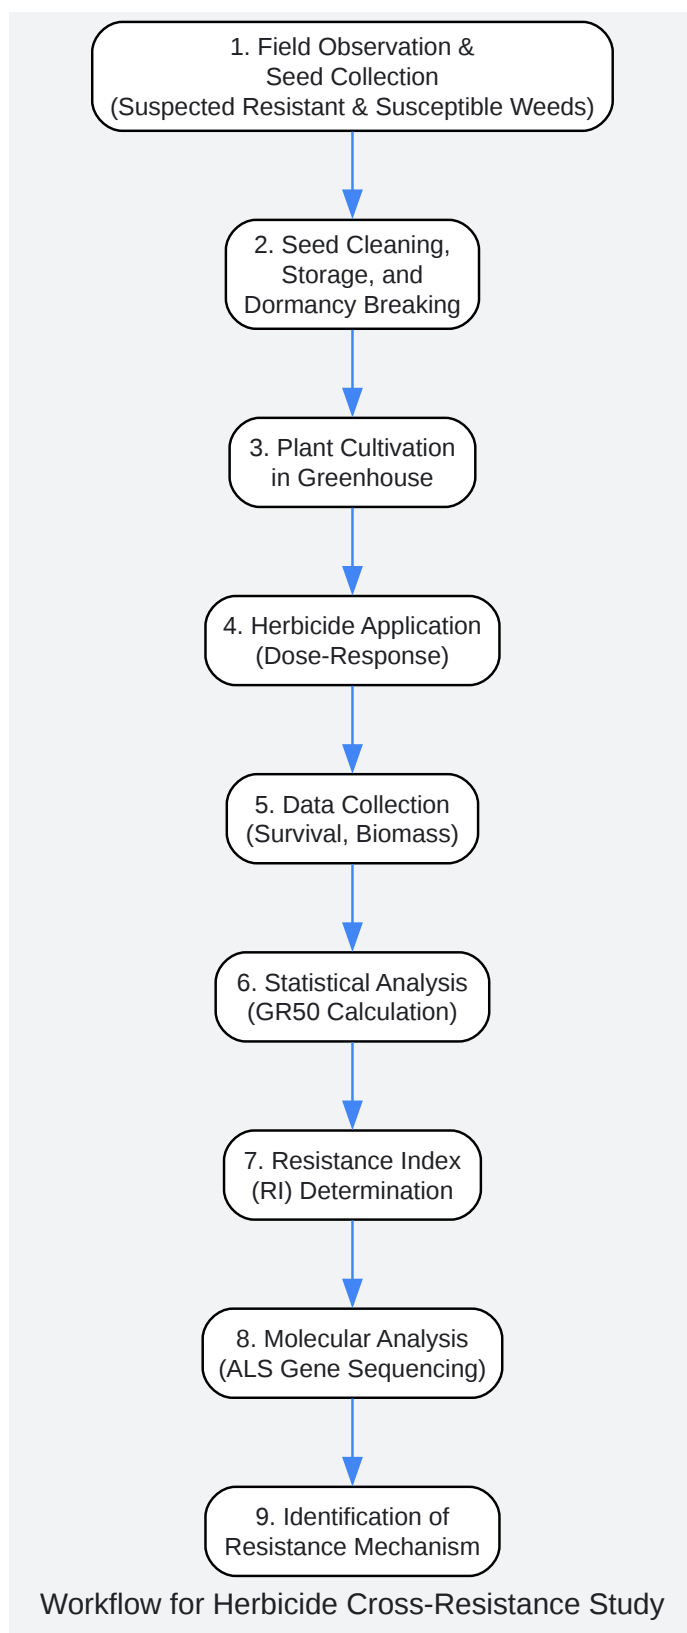 1. Field Observation &
Seed Collection
(Suspected Resistant & Susceptible Weeds)
2. Seed Cleaning,
Storage, and
Dormancy Breaking
3. Plant Cultivation
in Greenhouse
4. Herbicide Application
(Dose-Response)
5. Data Collection
(Survival, Biomass)
6. Statistical Analysis
(GR50 Calculation)
7. Resistance Index
(RI) Determination
8. Molecular Analysis
(ALS Gene Sequencing)
9. Identification of
Resistance Mechanism
Workflow for Herbicide Cross-Resistance Study